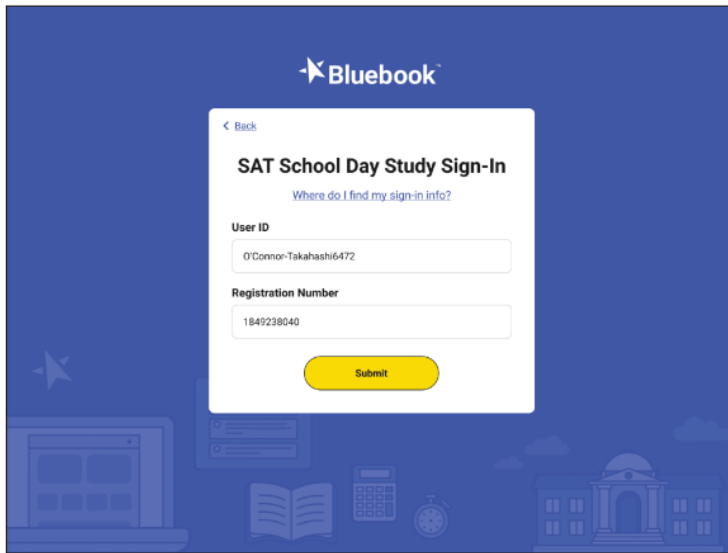 Bluebook™
Back
SAT School Day Study Sign-In
Where do I find my sign-in info?
User ID
O'Connor-Takahashi6472
Registration Number
1849238040
Submit